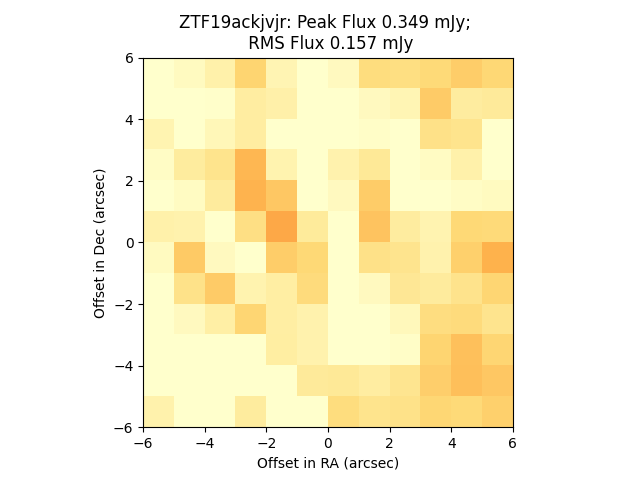 ZTF19ackjvjr: Peak Flux 0.349 mJy;
RMS Flux 0.157 mJy
6
4
2
0
−2
−4
−6
Offset in Dec (arcsec)
−6 −4 −2 0 2 4 6
Offset in RA (arcsec)